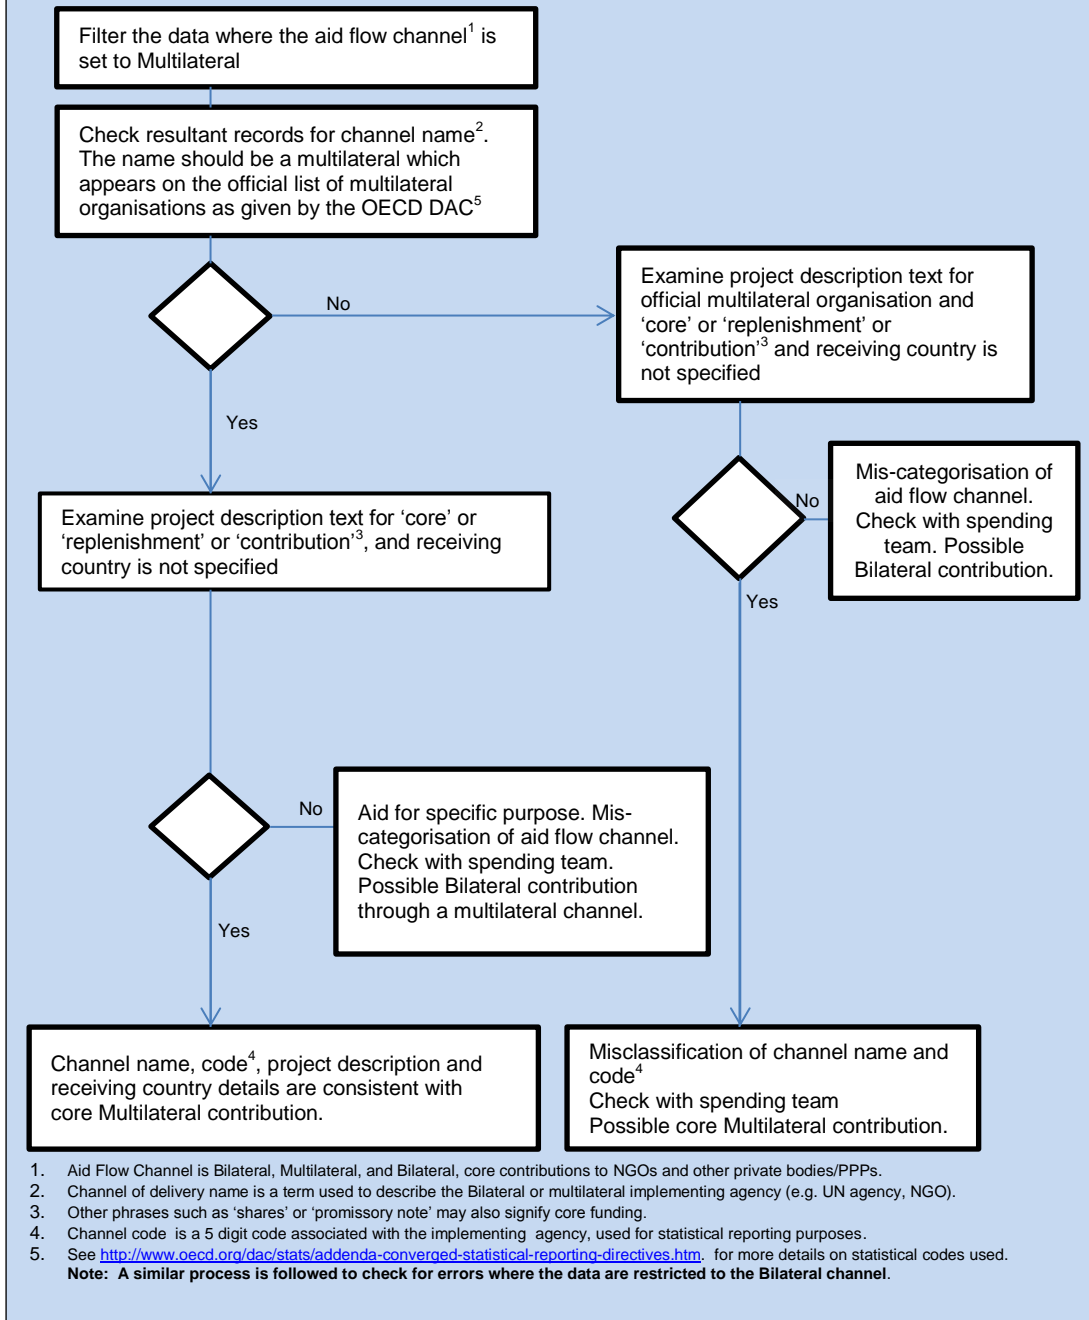 Filter the data where the aid flow channel1 is
set to Multilateral
Check resultant records for channel name2.
The name should be a multilateral which
appears on the official list of multilateral
organisations as given by the OECD DAC5
No
Examine project description text for
official multilateral organisation and
‘core’ or ‘replenishment’ or
‘contribution’3 and receiving country is
not specified
Yes
Examine project description text for ‘core’ or
‘replenishment’ or ‘contribution’3, and receiving
country is not specified
No
Mis-categorisation of
aid flow channel.
Check with spending
team. Possible
Bilateral contribution.
Yes
No
Aid for specific purpose. Mis-
categorisation of aid flow channel.
Check with spending team.
Possible Bilateral contribution
through a multilateral channel.
Yes
Channel name, code4, project description and
receiving country details are consistent with
core Multilateral contribution.
Misclassification of channel name and
code4
Check with spending team
Possible core Multilateral contribution.
1. Aid Flow Channel is Bilateral, Multilateral, and Bilateral, core contributions to NGOs and other private bodies/PPPs.
2. Channel of delivery name is a term used to describe the Bilateral or multilateral implementing agency (e.g. UN agency, NGO).
3. Other phrases such as ‘shares’ or ‘promissory note’ may also signify core funding.
4. Channel code is a 5 digit code associated with the implementing agency, used for statistical reporting purposes.
5. See http://www.oecd.org/dac/stats/addenda-converged-statistical-reporting-directives.htm. for more details on statistical codes used.
Note: A similar process is followed to check for errors where the data are restricted to the Bilateral channel.